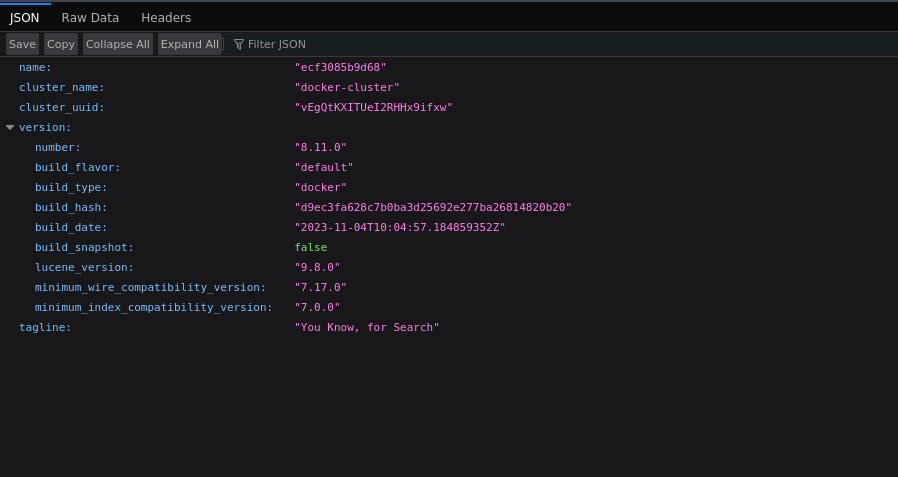 JSON Raw Data Headers
Save Copy Collapse All Expand All Filter JSON
name: "ecf3085b9d68"
cluster_name: "docker-cluster"
cluster_uuid: "vEgQtKXITUeI2RHHx9ifxw"
version:
number: "8.11.0"
build_flavor: "default"
build_type: "docker"
build_hash: "d9ec3fa628c7b0ba3d25692e277ba26814820b20"
build_date: "2023-11-04T10:04:57.184859352Z"
build_snapshot: false
lucene_version: "9.8.0"
minimum_wire_compatibility_version: "7.17.0"
minimum_index_compatibility_version: "7.0.0"
tagline: "You Know, for Search"